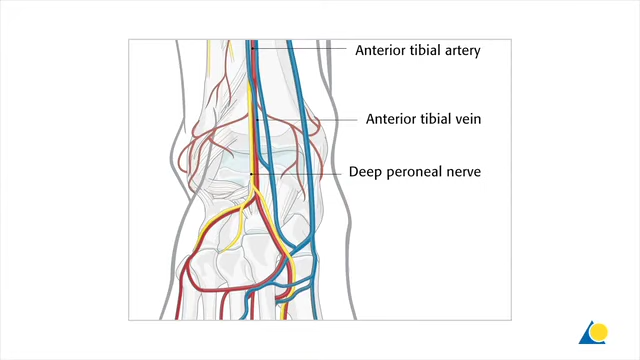 Anterior tibial artery
Anterior tibial vein
Deep peroneal nerve